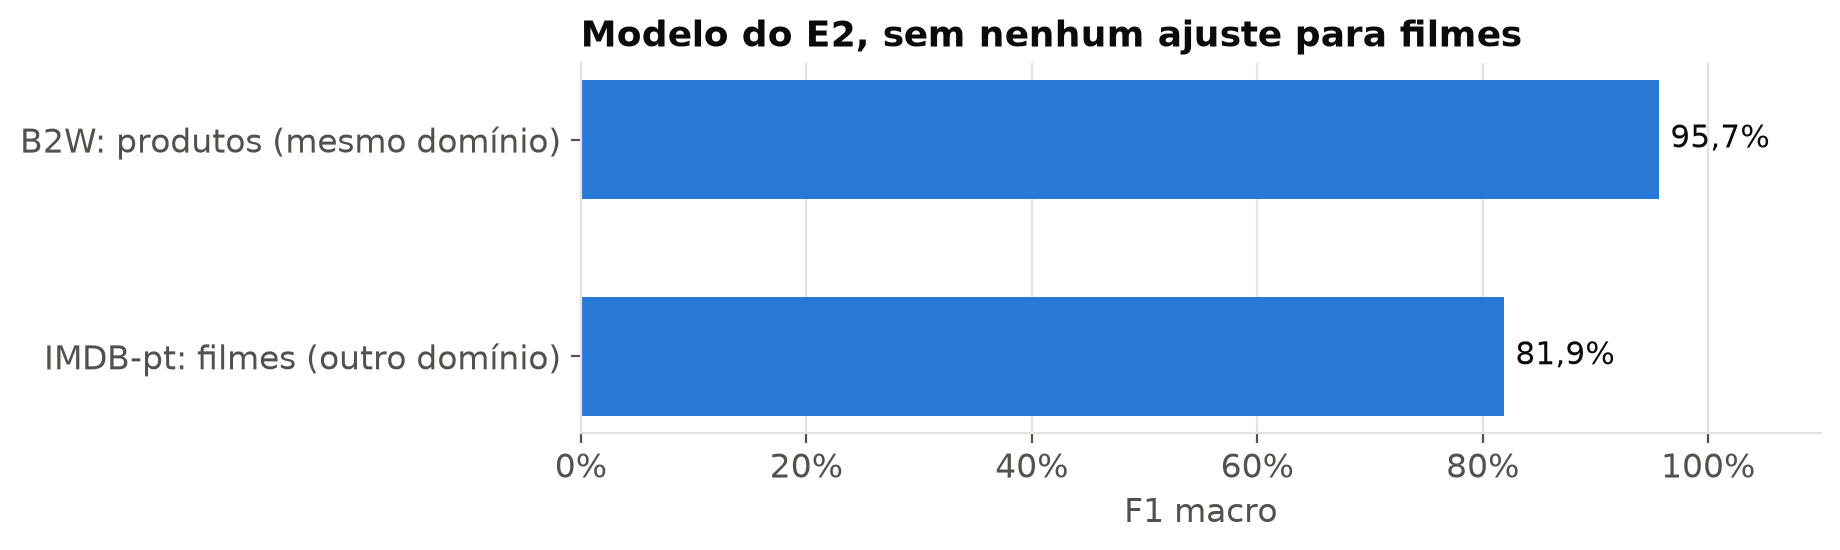 Modelo do E2, sem nenhum ajuste para filmes
B2W: produtos (mesmo domínio)
95,7%
IMDB-pt: filmes (outro domínio)
81,9%
0% 20% 40% 60% 80% 100%
F1 macro